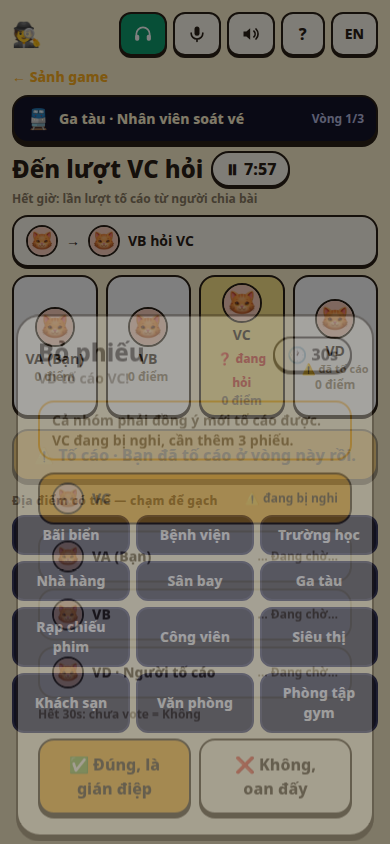 ? EN
← Sảnh game
Ga tàu · Nhân viên soát vé Vòng 1/3
Đến lượt VC hỏi ⏸ 7:57
Hết giờ: lần lượt tố cáo từ người chia bài
→ VB hỏi VC
VA (Bạn)
0 điểm
VB
0 điểm
VC
❓ đang hỏi
0 điểm
VD
⚠️ đã tố cáo
0 điểm
Bỏ phiếu 30s
VD tố cáo VC!
Cả nhóm phải đồng ý mới tố cáo được.
VC đang bị nghi, cần thêm 3 phiếu.
Tố cáo · Bạn đã tố cáo ở vòng này rồi.
Địa điểm có thể — chạm để gạch
VC đang bị nghi
VA (Bạn) ... Đang chờ...
VB ... Đang chờ...
VD · Người tố cáo ... Đang chờ...
Bãi biển Bệnh viện Trường học
Nhà hàng Sân bay Ga tàu
Rạp chiếu phim Công viên Siêu thị
Khách sạn Văn phòng Phòng tập gym
Hết 30s: chưa vote = Không
✅ Đúng, là gián điệp
❌ Không, oan đấy